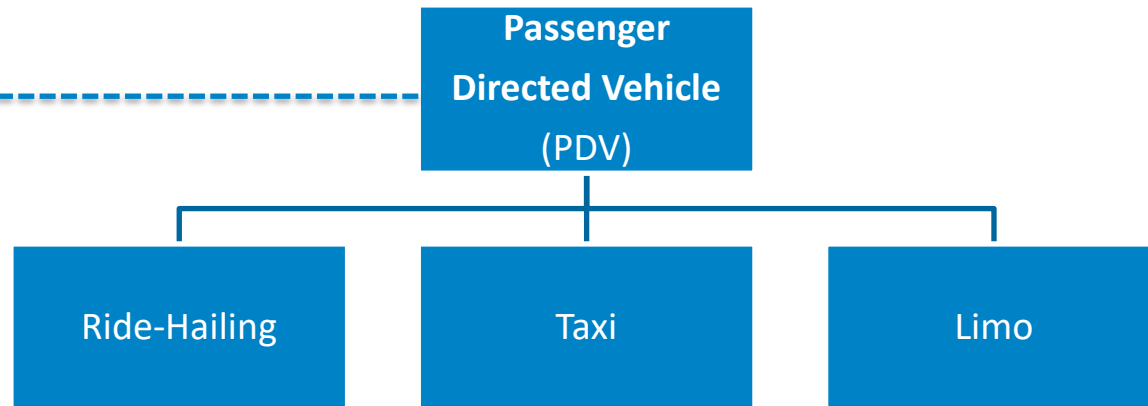 Passenger
Directed Vehicle
(PDV)
Ride-Hailing
Taxi
Limo